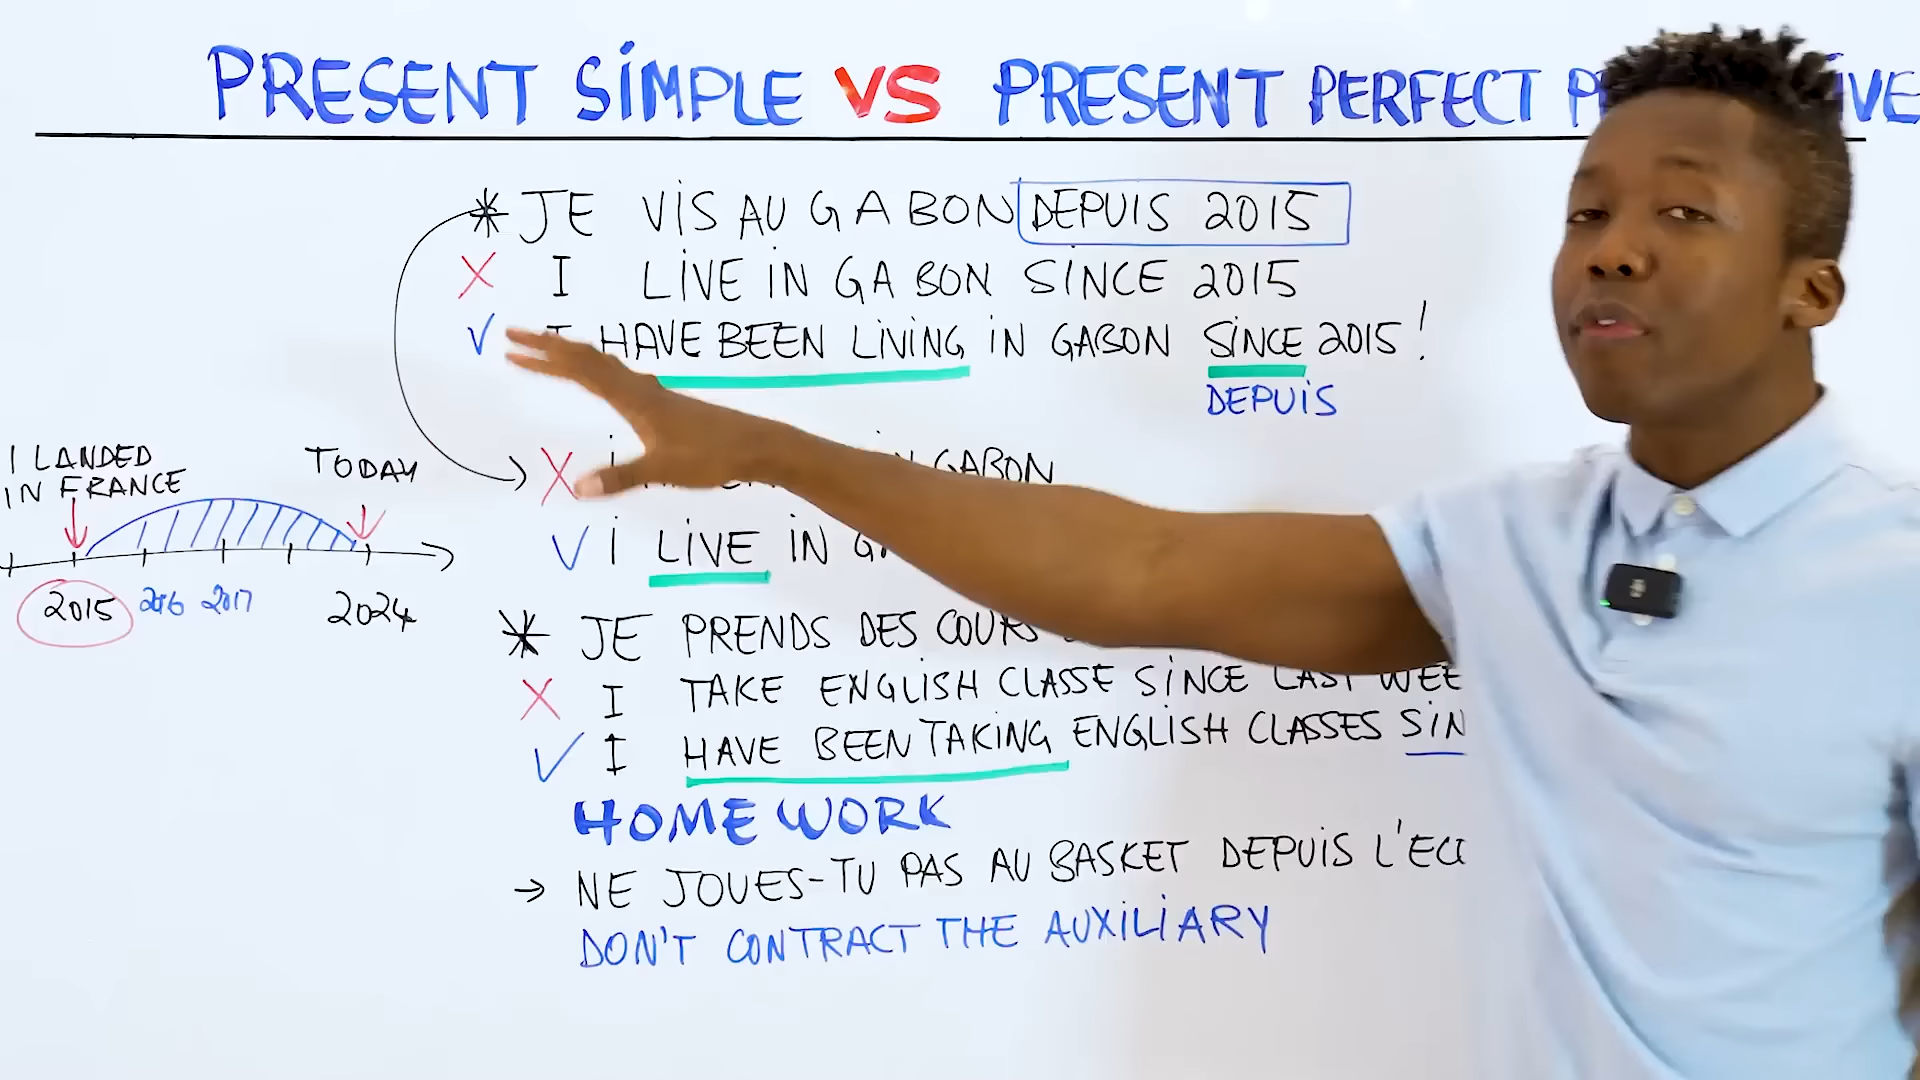 PRESENT SIMPLE VS PRESENT PERFECT
* JE VIS AU GABON DEPUIS 2015
X I LIVE IN GABON SINCE 2015
✓ I HAVE BEEN LIVING IN GABON SINCE 2015!
DEPUIS
I LANDED
IN FRANCE
TODAY
2015 2016 2017 2024
X I GABON
✓ I LIVE IN
* JE PRENDS DES COURS
X I TAKE ENGLISH CLASSE SINCE LAST
✓ I HAVE BEEN TAKING ENGLISH CLASSES
HOMEWORK
→ NE JOUES-TU PAS AU BASKET DEPUIS
DON'T CONTRACT THE AUXILIARY